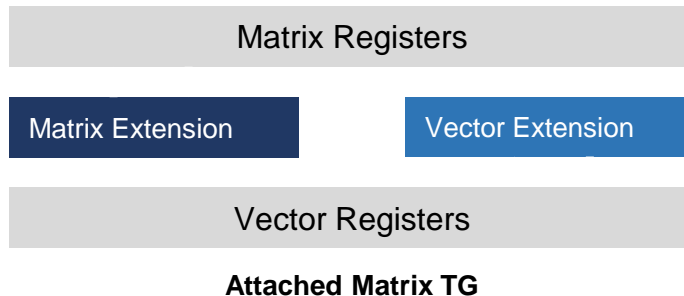 Matrix Registers
Matrix Extension
Vector Extension
Vector Registers
Attached Matrix TG